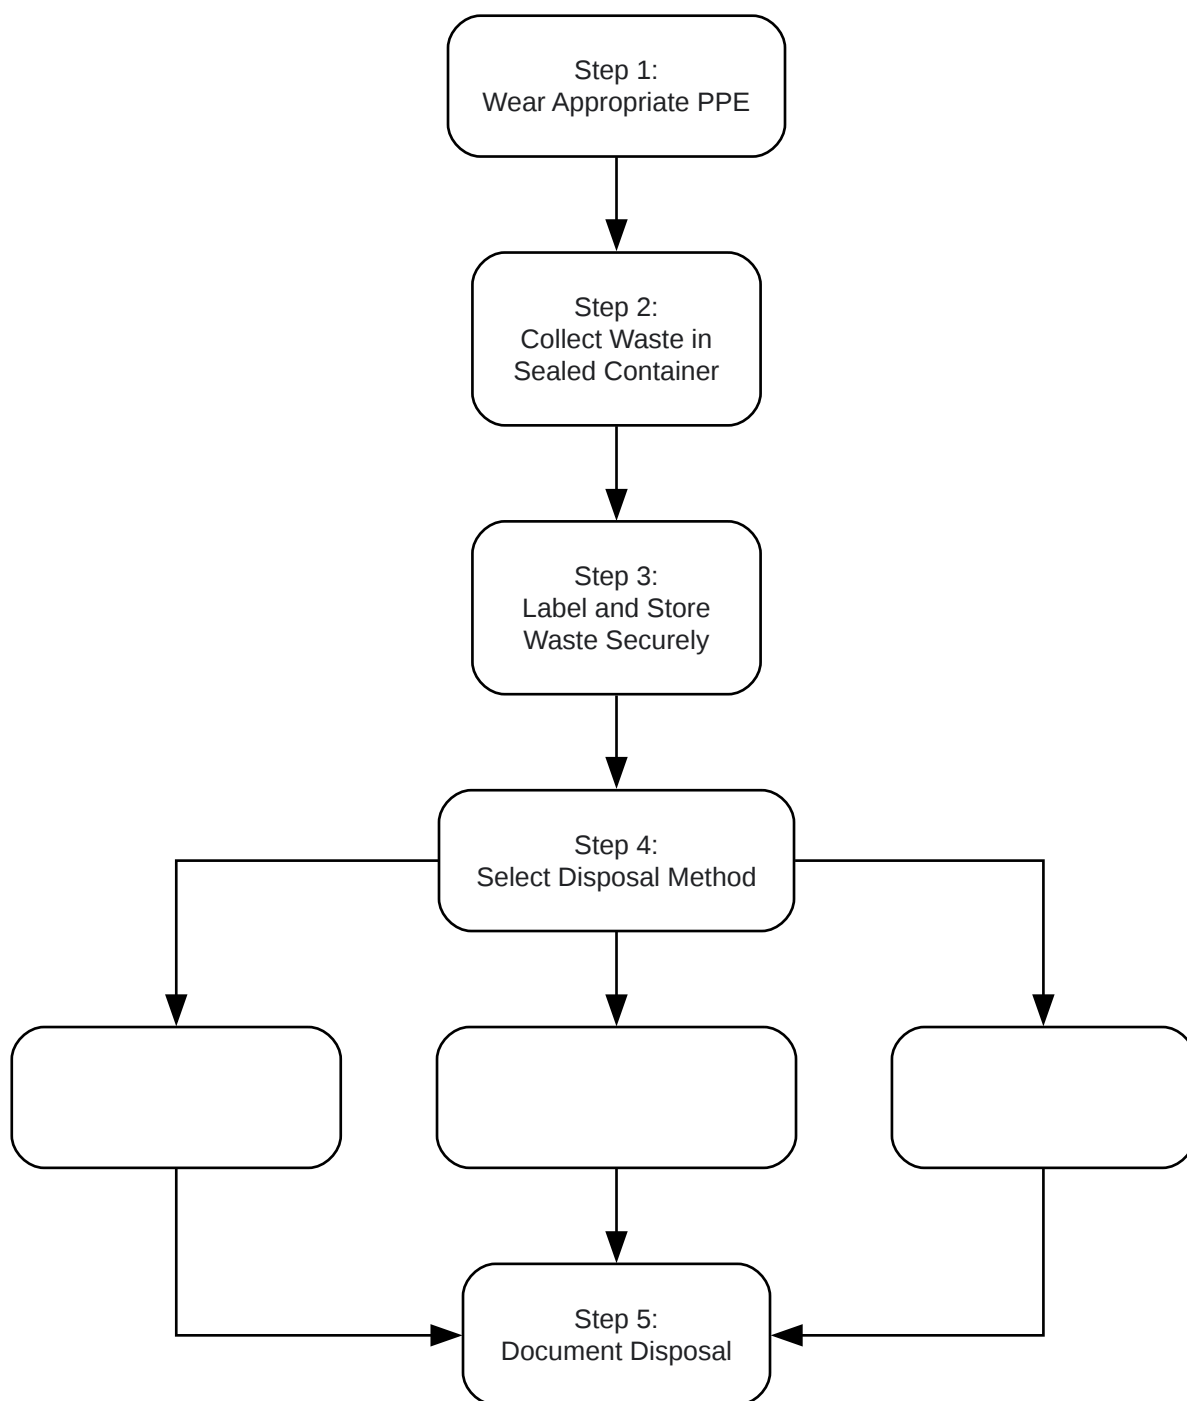 Step 1:
Wear Appropriate PPE
Step 2:
Collect Waste in
Sealed Container
Step 3:
Label and Store
Waste Securely
Step 4:
Select Disposal Method
Step 5:
Document Disposal